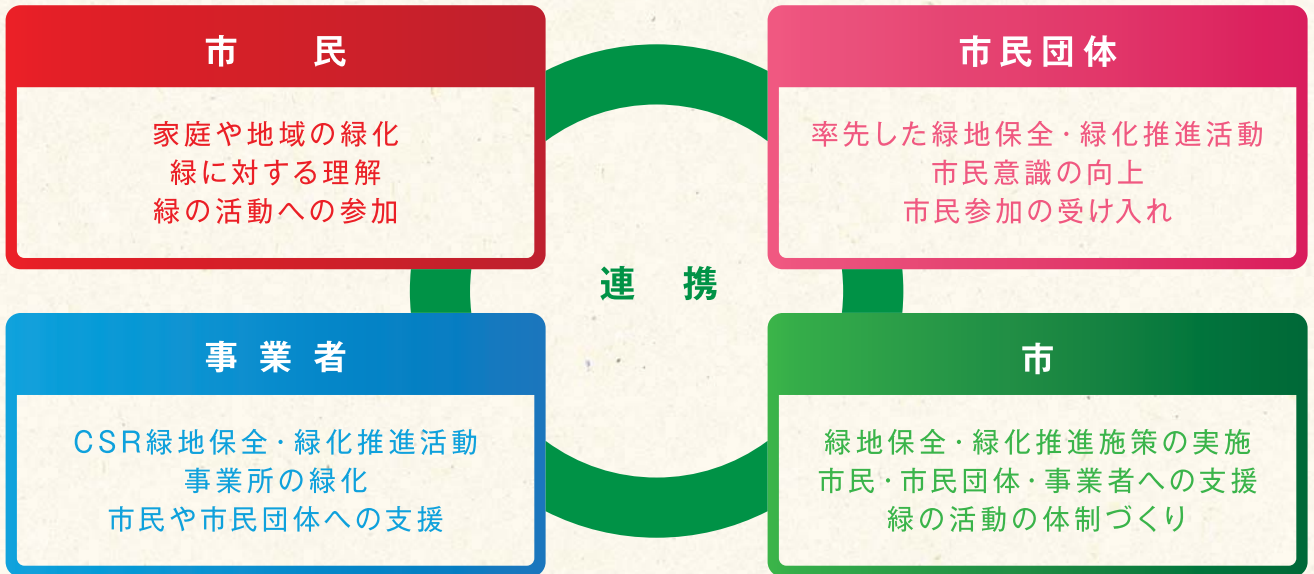 市民
家庭や地域の緑化
緑に対する理解
緑の活動への参加
市民団体
率先した緑地保全・緑化推進活動
市民意識の向上
市民参加の受け入れ
連携
事業者
CSR緑地保全・緑化推進活動
事業所の緑化
市民や市民団体への支援
市
緑地保全・緑化推進施策の実施
市民・市民団体・事業者への支援
緑の活動の体制づくり